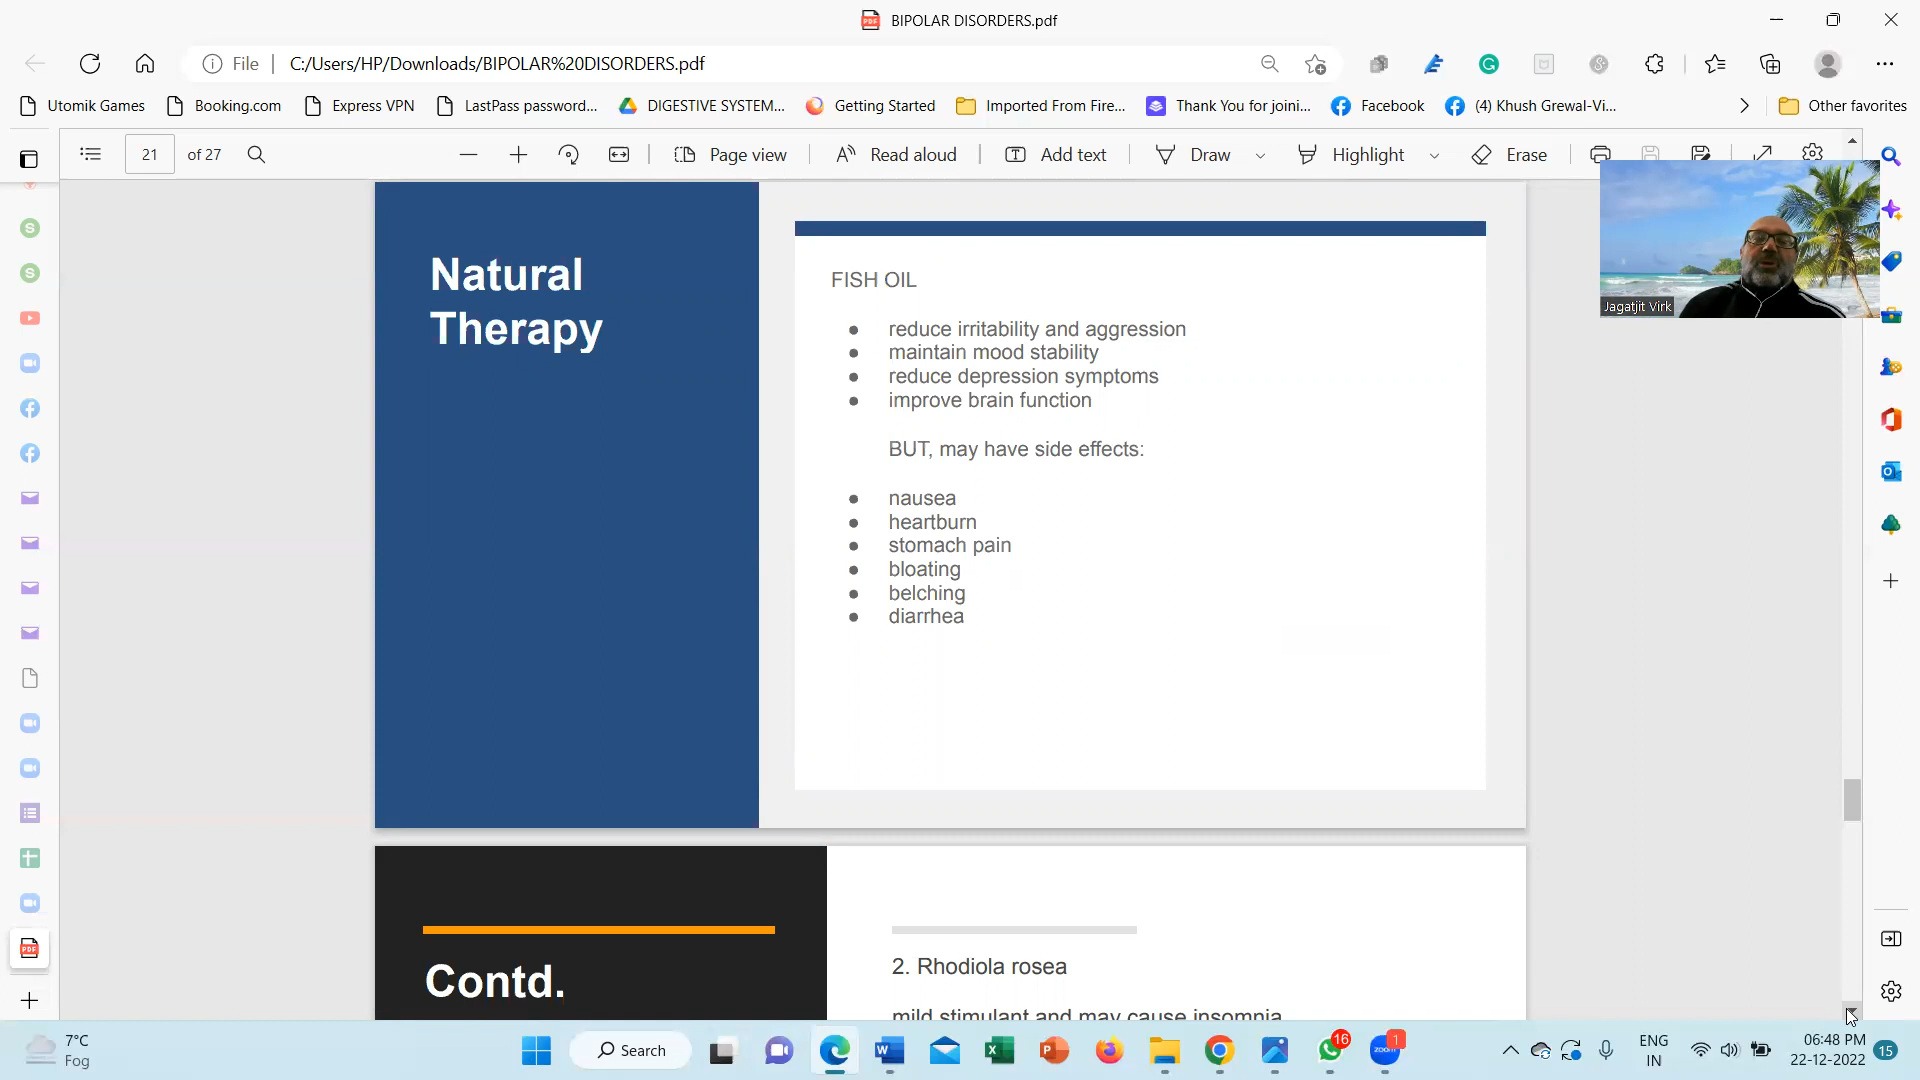 BIPOLAR DISORDERS.pdf
File
C:/Users/HP/Downloads/BIPOLAR%20DISORDERS.pdf
Utomik Games
Booking.com
Express VPN
LastPass password...
DIGESTIVE SYSTEM...
Getting Started
Imported From Fire...
Thank You for joini...
Facebook
(4) Khush Grewal-Vi...
Other favorites
21 of 27
Page view
Read aloud
Add text
Draw
Highlight
Erase
Jagatjit Virk
Natural
Therapy
FISH OIL
● reduce irritability and aggression
● maintain mood stability
● reduce depression symptoms
● improve brain function
BUT, may have side effects:
● nausea
● heartburn
● stomach pain
● bloating
● belching
● diarrhea
Contd.
2. Rhodiola rosea
mild stimulant and may cause insomnia
7°C
Fog
Search
16
zoom
1
ENG
IN
06:48 PM
22-12-2022
15